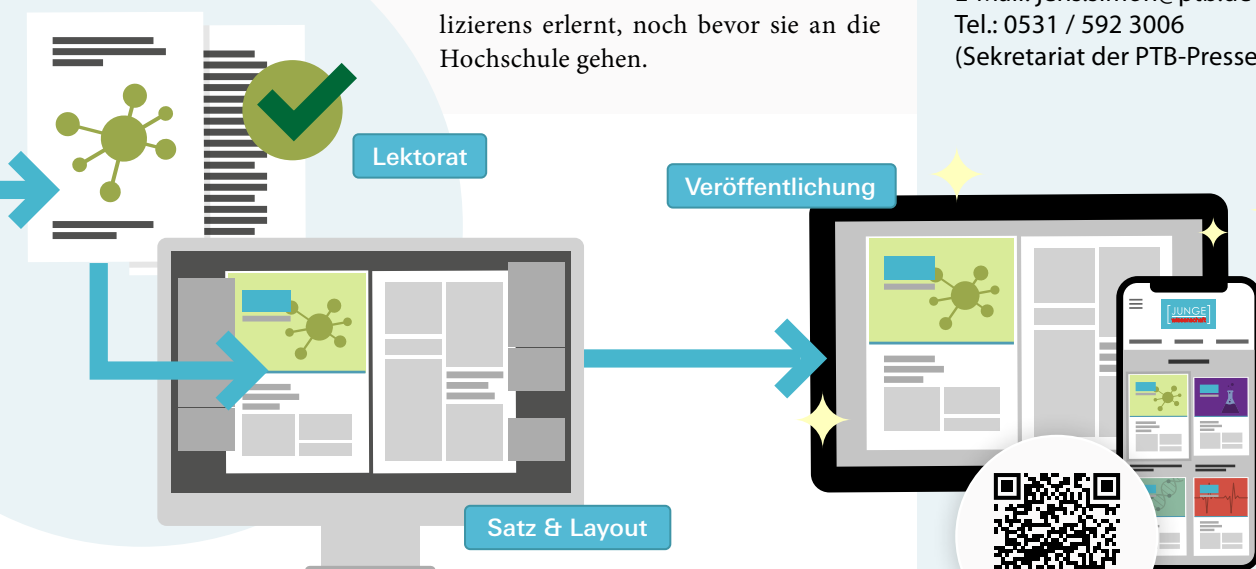 lizierens erlernt, noch bevor sie an die
Hochschule gehen.
Tel.: 0531 / 592 3006
(Sekretariat der PTB-Presse
Lektorat
Veröffentlichung
[JUNGE]
Satz & Layout